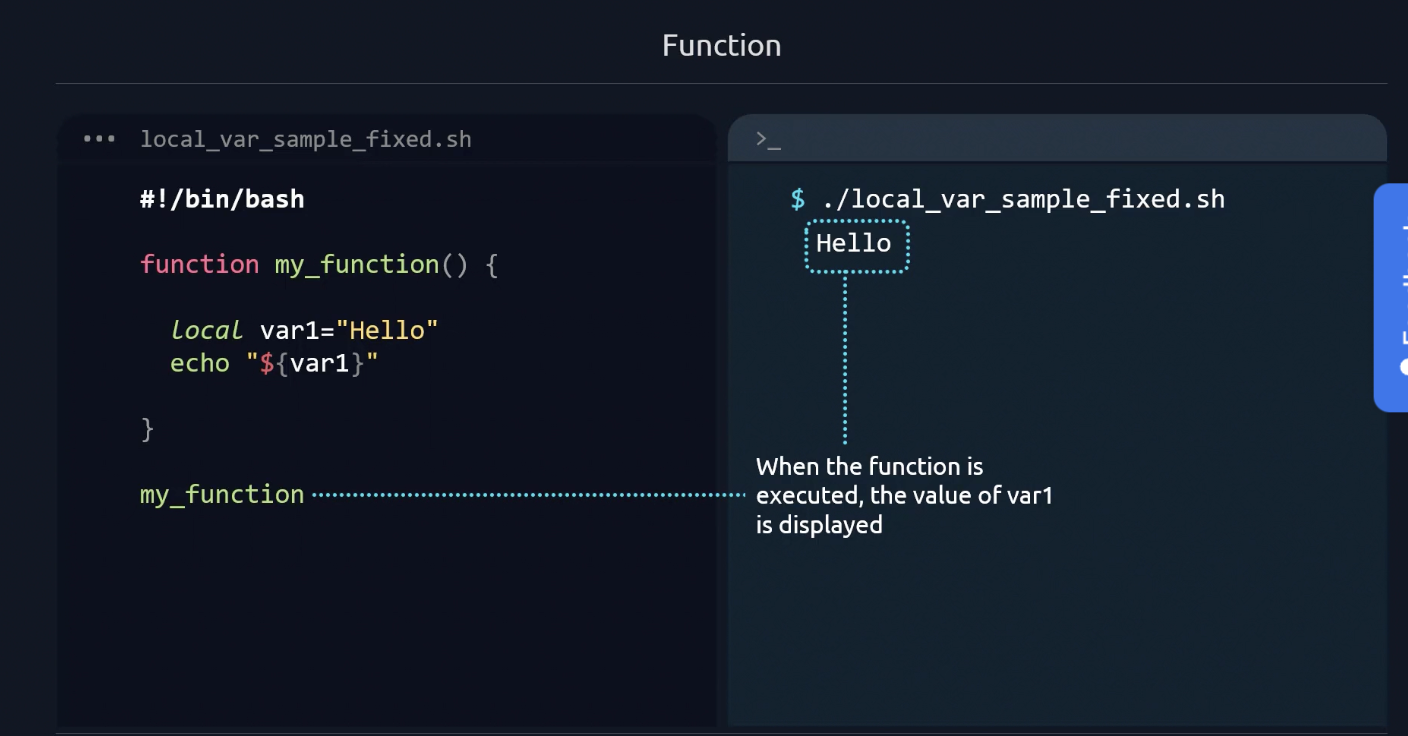 Function
local_var_sample_fixed.sh
#!/bin/bash
function my_function() {
local var1="Hello"
echo "${var1}"
}
my_function
>_
$ ./local_var_sample_fixed.sh
Hello
When the function is
executed, the value of var1
is displayed